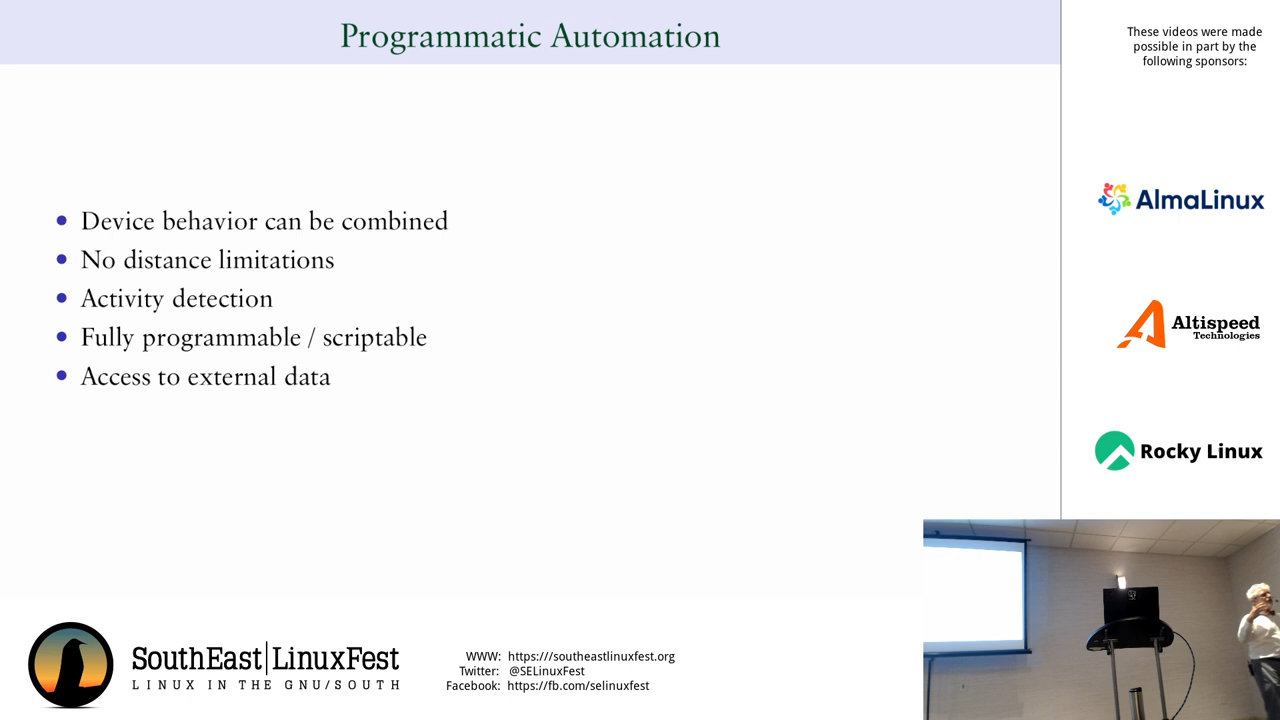 Programmatic Automation
Device behavior can be combined
No distance limitations
Activity detection
Fully programmable / scriptable
Access to external data
These videos were made
possible in part by the
following sponsors:
AlmaLinux
Altispeed
Technologies
Rocky Linux
SouthEast LinuxFest
LINUX IN THE GNU/SOUTH
WWW: https:///southeastlinuxfest.org
Twitter: @SELinuxFest
Facebook: https://fb.com/selinuxfest